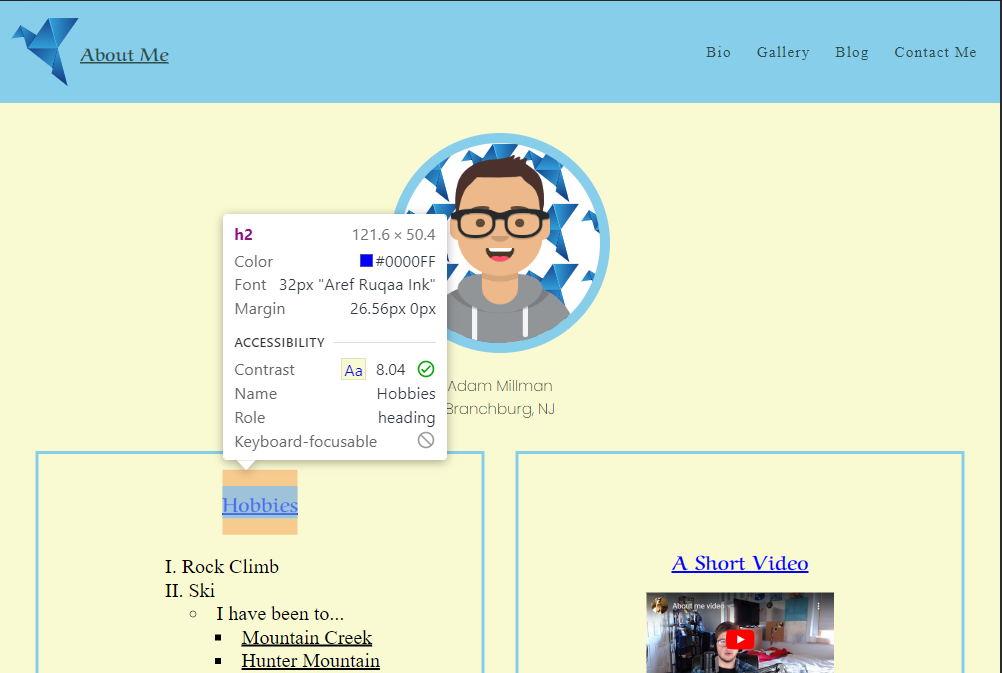 About Me
Bio Gallery Blog Contact Me
h2 121.6 × 50.4
Color #0000FF
Font 32px "Aref Ruqaa Ink"
Margin 26.56px 0px
ACCESSIBILITY
Contrast Aa 8.04
Name Hobbies
Role heading
Keyboard-focusable
Adam Millman
Branchburg, NJ
Hobbies
I. Rock Climb
II. Ski
I have been to...
Mountain Creek
Hunter Mountain
A Short Video
About me video